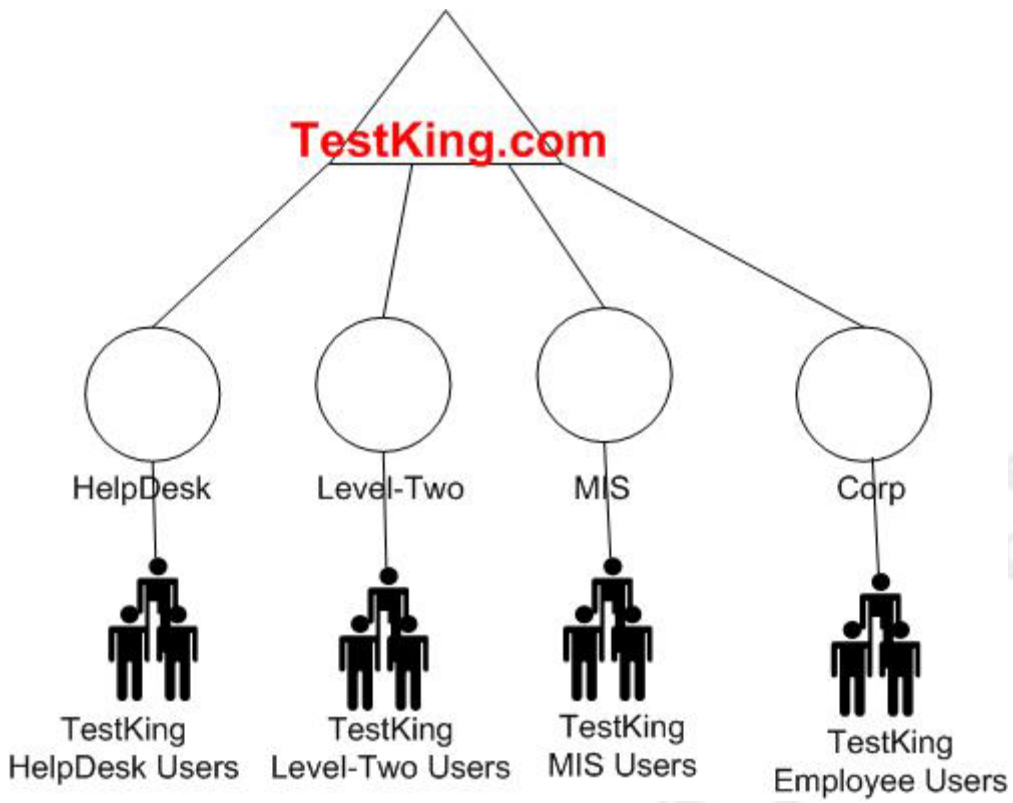 TestKing.com
HelpDesk
Level-Two
MIS
Corp
TestKing
HelpDesk Users
TestKing
Level-Two Users
TestKing
MIS Users
TestKing
Employee Users